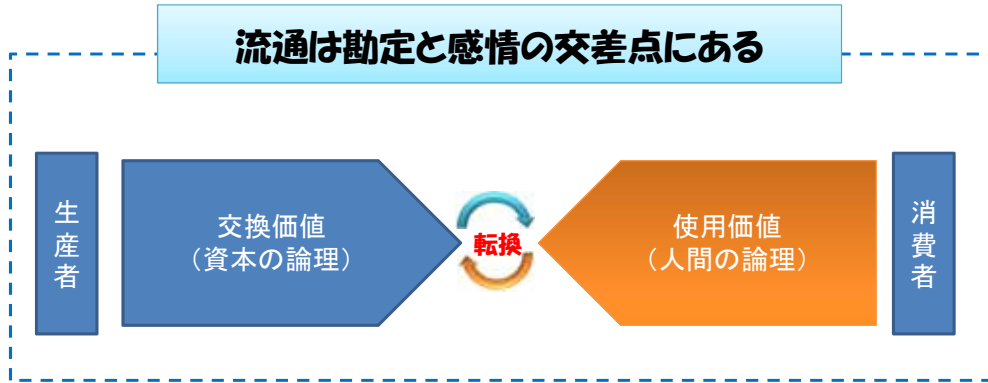 流通は勘定と感情の交差点にある
生産者
交換価値
（資本の論理）
転換
使用価値
（人間の論理）
消費者